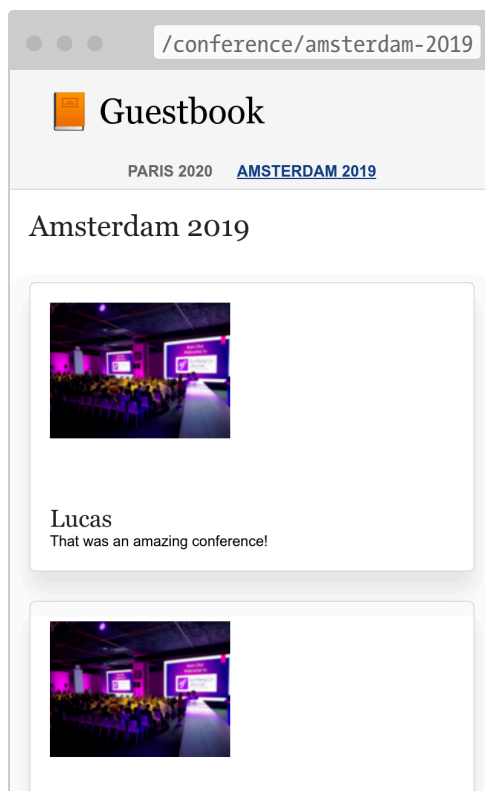 /conference/amsterdam-2019
Guestbook
PARIS 2020 AMSTERDAM 2019
Amsterdam 2019
Lucas
That was an amazing conference!